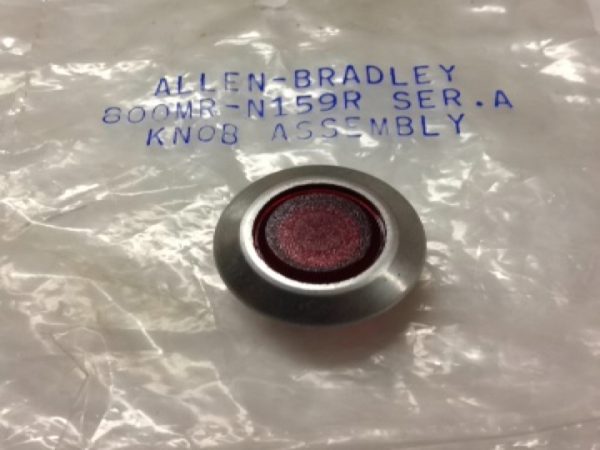 ALLEN-BRADLEY
800MR-N159R SER.A
KNOB ASSEMBLY